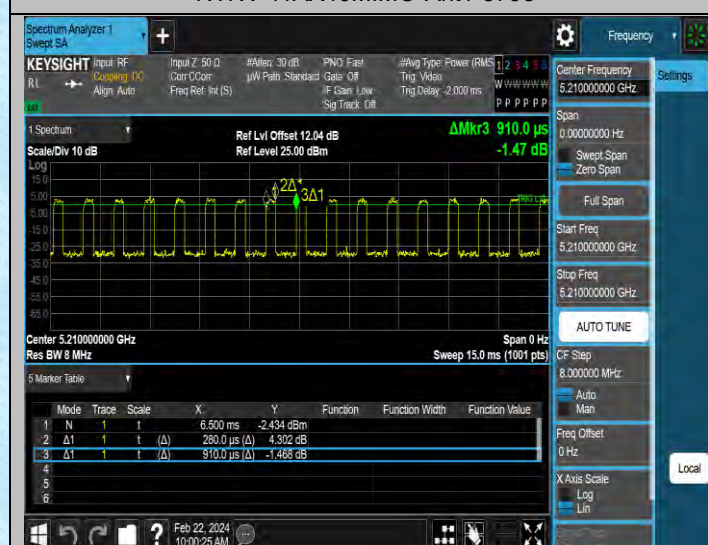 Spectrum Analyzer 1
Swept SA
+
Frequency
KEYSIGHT
Input: RF
Coupling: DC
Align: Auto
Input Z: 50 Ω
Corr CCorr
Freq Ref: Int (S)
#Atten: 30 dB
µW Path: Standard
PNO: Fast
Gate: Off
IF Gain: Low
Sig Track: Off
#Avg Type: Power (RMS
Trig: Video
Trig Delay: -2.000 ms
1 2 3 4 5 6
W W W W W W
P P P P P P
RL
1 Spectrum
Scale/Div 10 dB
Ref Lvl Offset 12.04 dB
Ref Level 25.00 dBm
ΔMkr3 910.0 µs
-1.47 dB
Log
15.0
5.00
-5.00
-15.0
-25.0
-35.0
-45.0
-55.0
-65.0
2Δ1
3Δ1
Center 5.210000000 GHz
Res BW 8 MHz
Span 0 Hz
Sweep 15.0 ms (1001 pts)
5 Marker Table
Mode Trace Scale X Y Function Function Width Function Value
1 N 1 t 6.500 ms -2.434 dBm
2 Δ1 1 t (Δ) 280.0 µs (Δ) 4.302 dB
3 Δ1 1 t (Δ) 910.0 µs (Δ) -1.468 dB
4
5
6
?
Feb 22, 2024
10:00:25 AM
Center Frequency
5.210000000 GHz
Span
0.00000000 Hz
Swept Span
Zero Span
Full Span
Start Freq
5.210000000 GHz
Stop Freq
5.210000000 GHz
AUTO TUNE
CF Step
8.000000 MHz
Auto
Man
Freq Offset
0 Hz
X Axis Scale
Log
Lin
Settings
Local